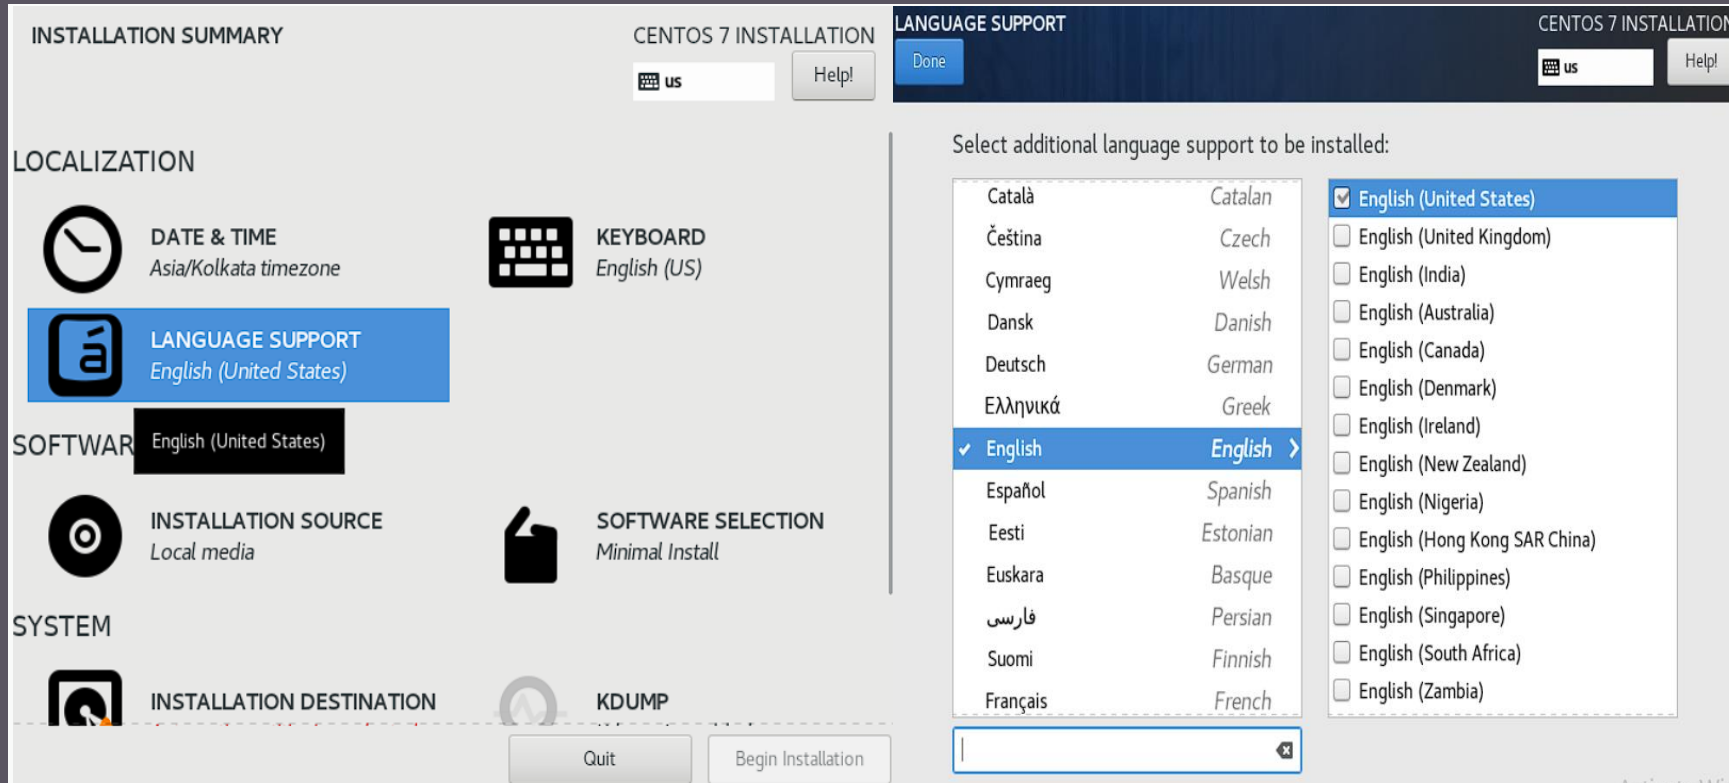 INSTALLATION SUMMARY
CENTOS 7 INSTALLATION
us
Help!
LOCALIZATION
DATE & TIME
Asia/Kolkata timezone
KEYBOARD
English (US)
LANGUAGE SUPPORT
English (United States)
SOFTWAR
English (United States)
INSTALLATION SOURCE
Local media
SOFTWARE SELECTION
Minimal Install
SYSTEM
INSTALLATION DESTINATION
KDUMP
Quit
Begin Installation
LANGUAGE SUPPORT
CENTOS 7 INSTALLATION
Done
us
Help!
Select additional language support to be installed:
Català Catalan
Čeština Czech
Cymraeg Welsh
Dansk Danish
Deutsch German
Ελληνικά Greek
English English
Español Spanish
Eesti Estonian
Euskara Basque
فارسی Persian
Suomi Finnish
Français French
English (United States)
English (United Kingdom)
English (India)
English (Australia)
English (Canada)
English (Denmark)
English (Ireland)
English (New Zealand)
English (Nigeria)
English (Hong Kong SAR China)
English (Philippines)
English (Singapore)
English (South Africa)
English (Zambia)